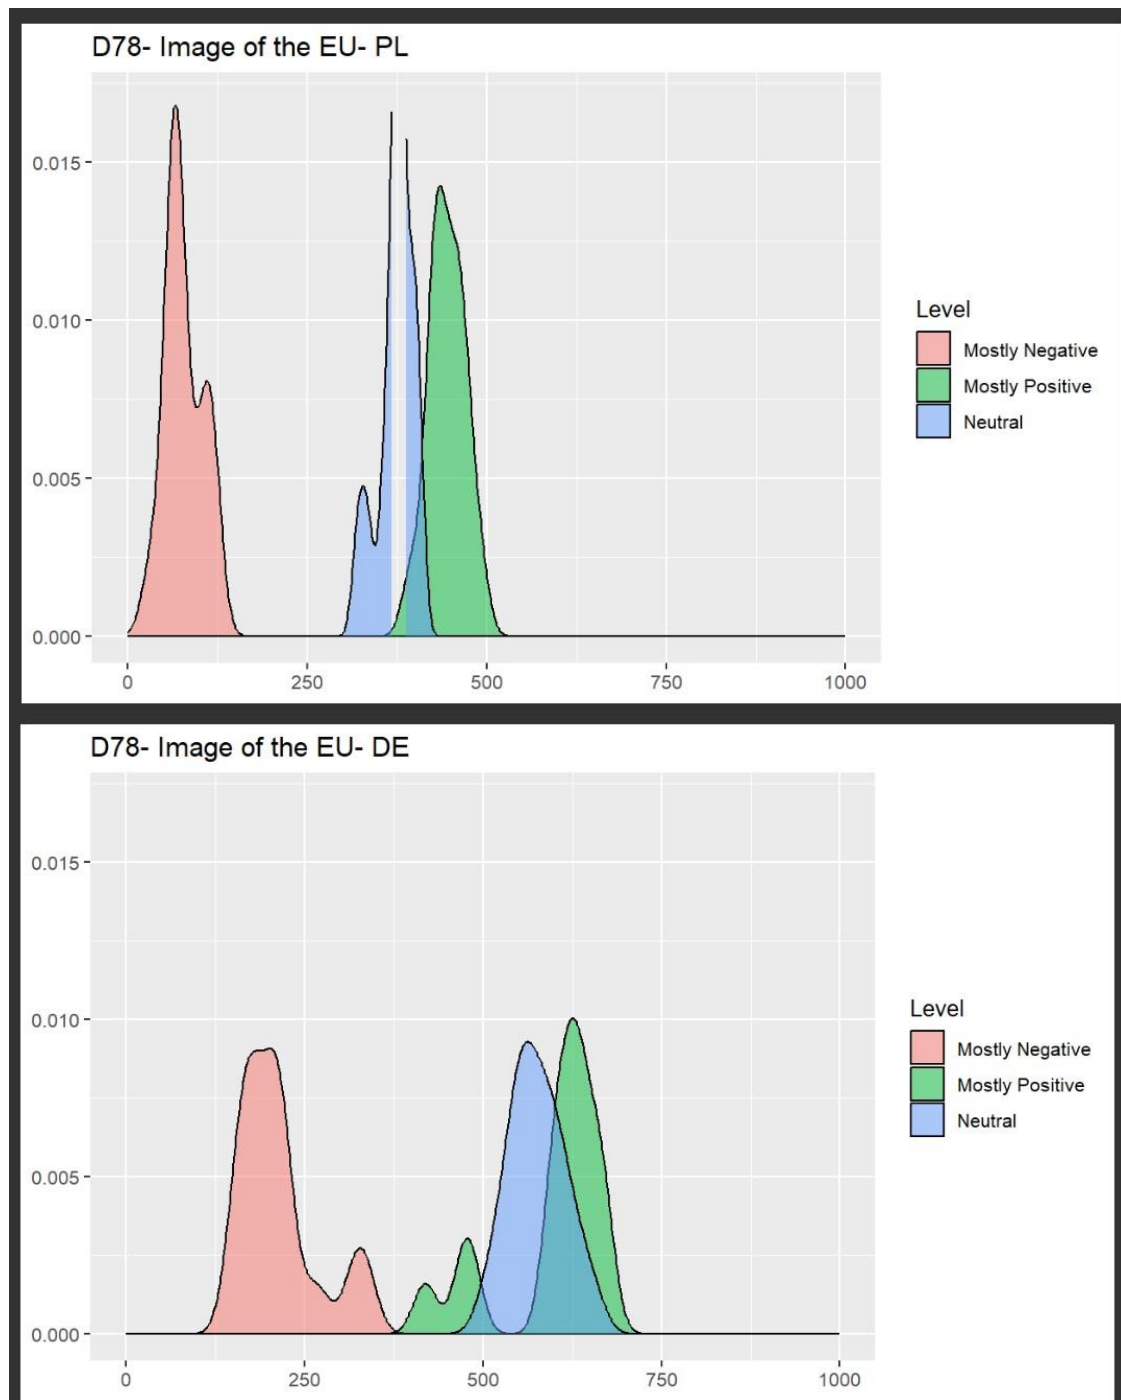 D78- Image of the EU- PL
0.015
0.010
0.005
0.000
0 250 500 750 1000
Level
Mostly Negative
Mostly Positive
Neutral
D78- Image of the EU- DE
0.015
0.010
0.005
0.000
0 250 500 750 1000
Level
Mostly Negative
Mostly Positive
Neutral